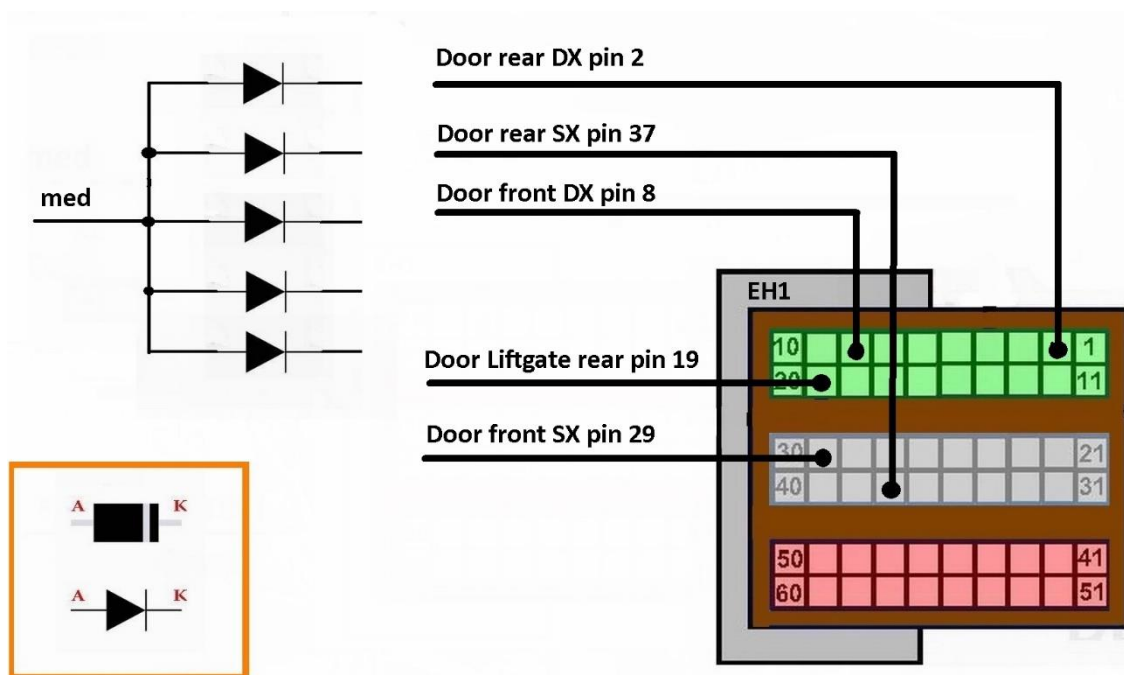 Door rear DX pin 2
Door rear SX pin 37
med
Door front DX pin 8
EH1
10 1
20 11
Door Liftgate rear pin 19
Door front SX pin 29
30 21
40 31
A K
50 41
A K
60 51